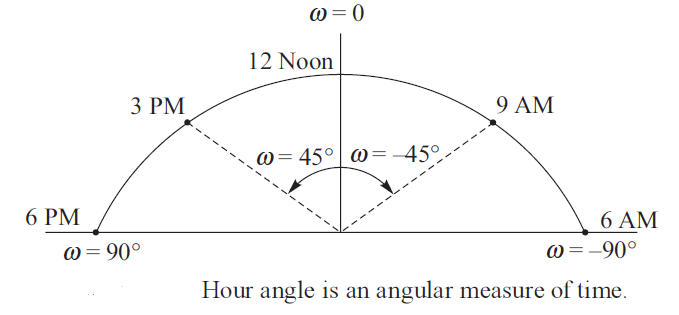 ω = 0
12 Noon
3 PM
9 AM
ω = 45°
ω = –45°
6 PM
6 AM
ω = 90°
ω = –90°
Hour angle is an angular measure of time.